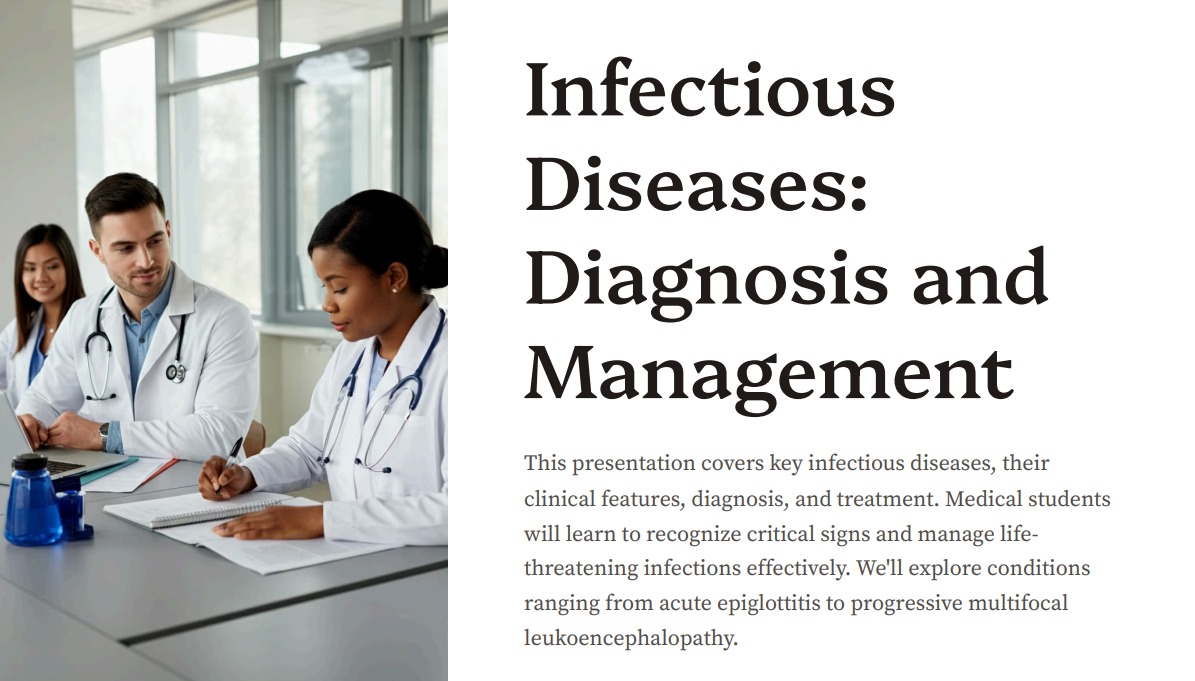 Infectious
Diseases:
Diagnosis and
Management
This presentation covers key infectious diseases, their
clinical features, diagnosis, and treatment. Medical students
will learn to recognize critical signs and manage life-
threatening infections effectively. We'll explore conditions
ranging from acute epiglottitis to progressive multifocal
leukoencephalopathy.